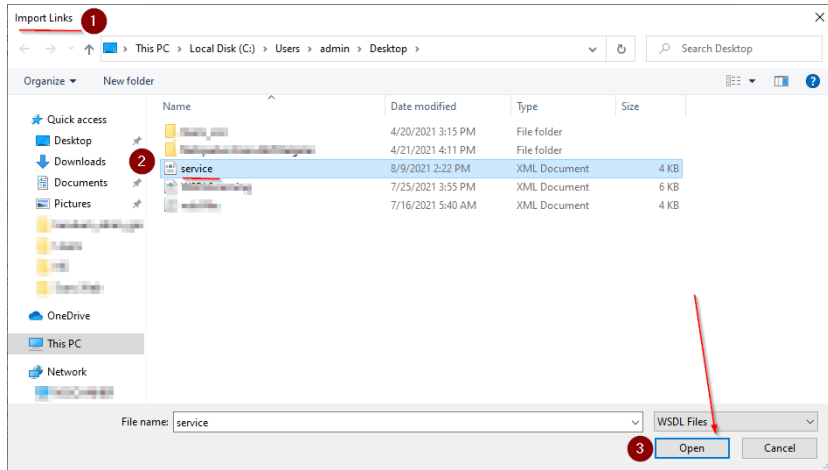 Import Links 1
This PC > Local Disk (C:) > Users > admin > Desktop > Search Desktop
Organize New folder
Name Date modified Type Size
Quick access
4/20/2021 3:15 PM File folder
Desktop
4/21/2021 4:11 PM File folder
Downloads 2
service 8/9/2021 2:22 PM XML Document 4 KB
Documents
7/25/2021 3:55 PM XML Document 6 KB
Pictures
7/16/2021 5:40 AM XML Document 4 KB
OneDrive
This PC
Network
File name: service WSDL Files
3 Open Cancel